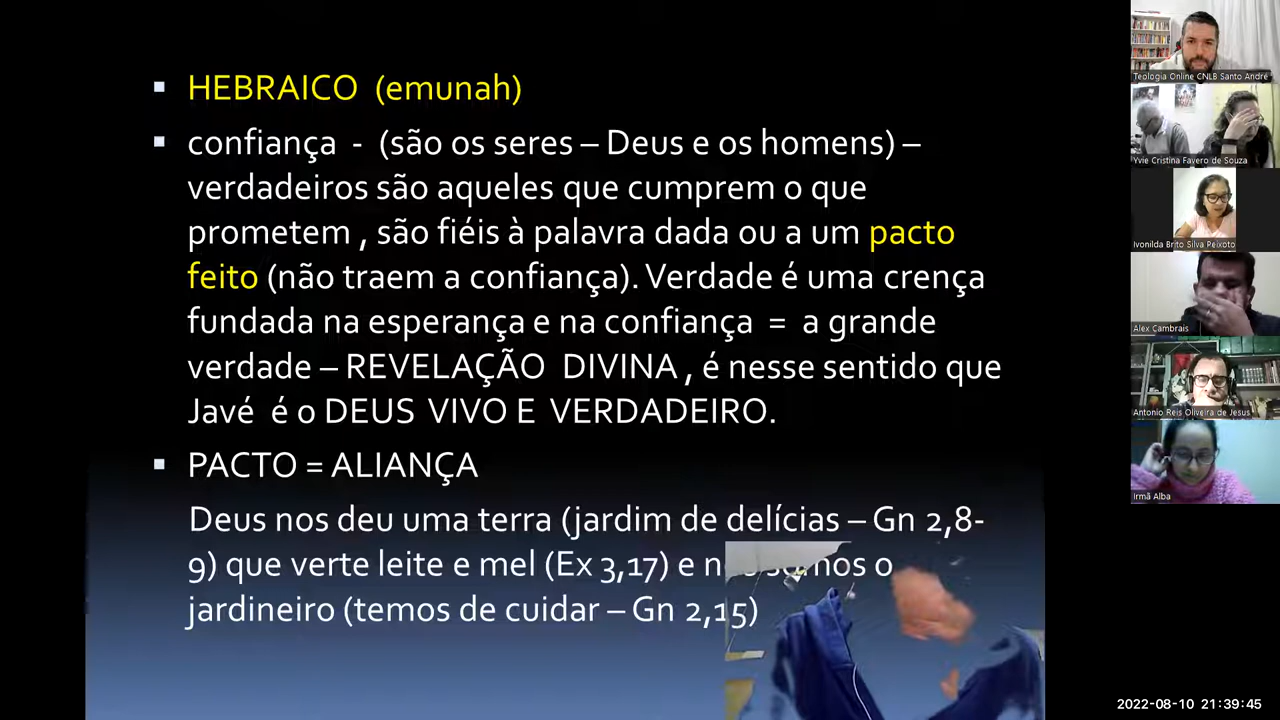 HEBRAICO (emunah)
confiança - (são os seres – Deus e os homens) –
verdadeiros são aqueles que cumprem o que
prometem , são fiéis à palavra dada ou a um pacto
feito (não traem a confiança). Verdade é uma crença
fundada na esperança e na confiança = a grande
verdade – REVELAÇÃO DIVINA , é nesse sentido que
Javé é o DEUS VIVO E VERDADEIRO.
PACTO = ALIANÇA
Deus nos deu uma terra (jardim de delícias – Gn 2,8-
9) que verte leite e mel (Ex 3,17) e nós somos o
jardineiro (temos de cuidar – Gn 2,15)
Teologia Online CNLB Santo André
Yvie Cristina Favero de Souza
Ivonilda Brito Silva Peixoto
Alex Cambrais
Antonio Reis Oliveira de Jesus
Irmã Alba
2022-08-10 21:39:45